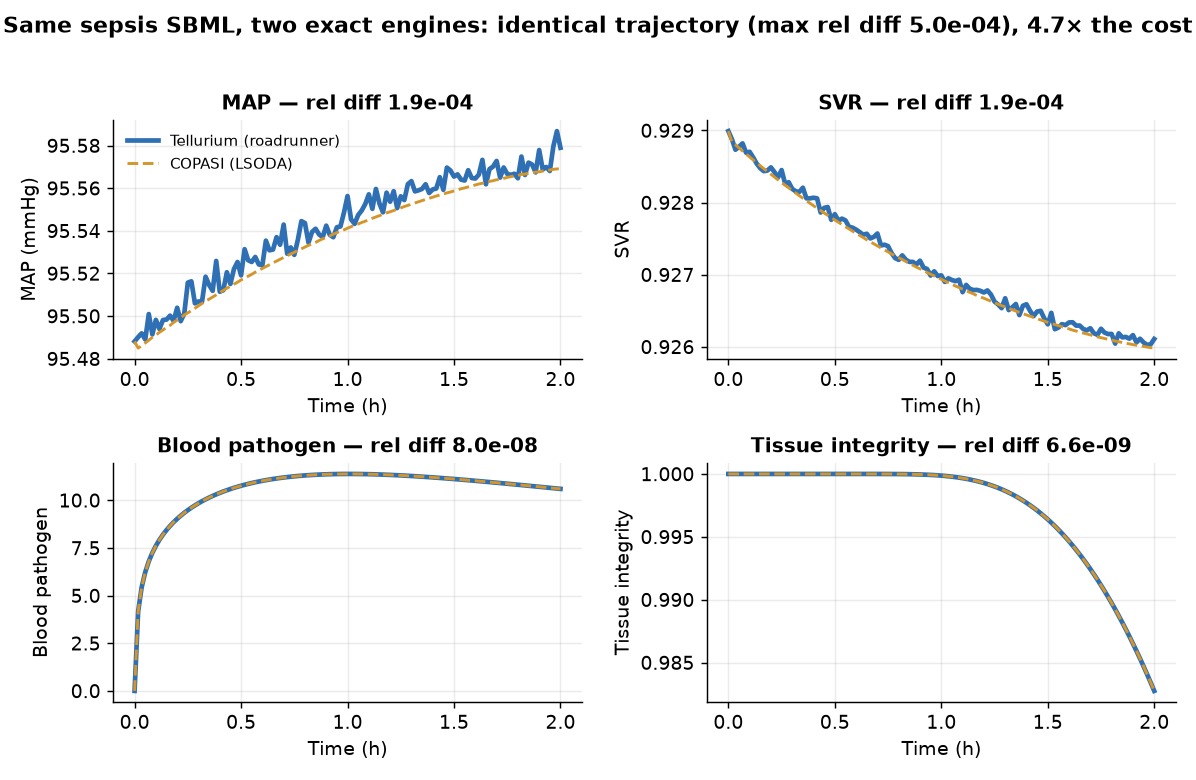 Same sepsis SBML, two exact engines: identical trajectory (max rel diff 5.0e-04), 4.7× the cost
MAP — rel diff 1.9e-04
Tellurium (roadrunner)
COPASI (LSODA)
MAP (mmHg)
95.58
95.56
95.54
95.52
95.50
95.48
0.0 0.5 1.0 1.5 2.0
Time (h)
SVR — rel diff 1.9e-04
SVR
0.929
0.928
0.927
0.926
0.0 0.5 1.0 1.5 2.0
Time (h)
Blood pathogen — rel diff 8.0e-08
Blood pathogen
10.0
7.5
5.0
2.5
0.0
0.0 0.5 1.0 1.5 2.0
Time (h)
Tissue integrity — rel diff 6.6e-09
Tissue integrity
1.000
0.995
0.990
0.985
0.0 0.5 1.0 1.5 2.0
Time (h)